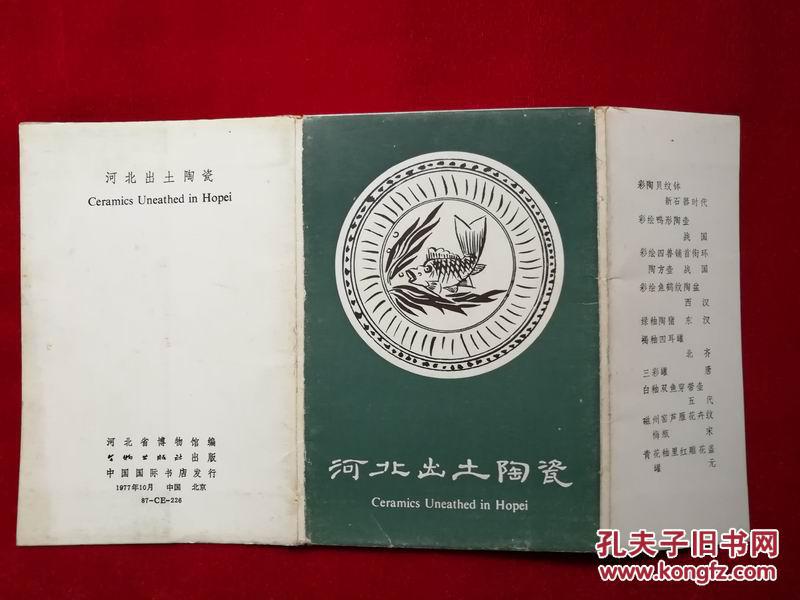 河北出土陶瓷
Ceramics Uneathed in Hopei
河北省博物馆编
文物出版社出版
中国国际书店发行
1977年10月 中国 北京
87-CE-226
河北出土陶瓷
Ceramics Uneathed in Hopei
彩陶贝纹钵
新石器时代
彩绘鸭形陶壶
战国
彩绘四兽铺首衔环
陶方壶 战国
彩绘鱼鹤纹陶盆
西汉
绿釉陶猪 东汉
褐釉四耳罐
北齐
三彩罐 唐
白釉双鱼穿带壶
五代
磁州窑芦雁花卉纹
梅瓶 宋
青花釉里红雕花盖
罐 元
孔夫子旧书网
KONGFZ.COM